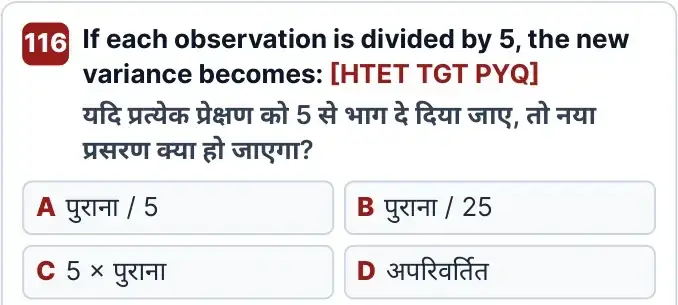 116 If each observation is divided by 5, the new
variance becomes: [HTET TGT PYQ]
यदि प्रत्येक प्रेक्षण को 5 से भाग दे दिया जाए, तो नया
प्रसरण क्या हो जाएगा?
A पुराना / 5
B पुराना / 25
C 5 × पुराना
D अपरिवर्तित